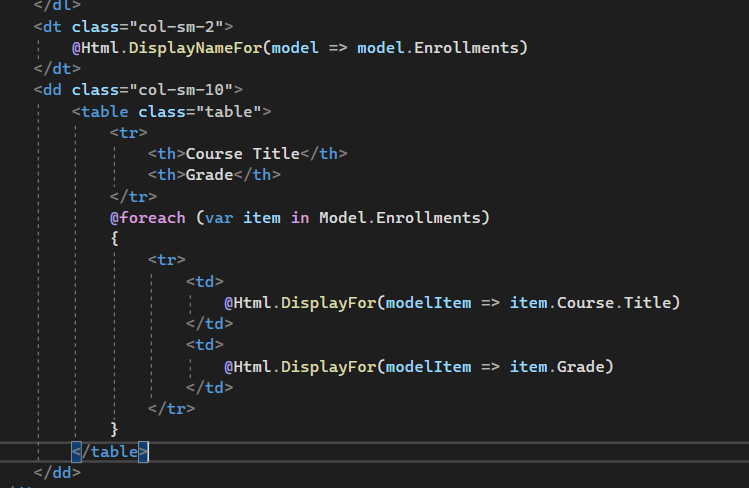 </dl>
<dt class="col-sm-2">
@Html.DisplayNameFor(model => model.Enrollments)
</dt>
<dd class="col-sm-10">
<table class="table">
<tr>
<th>Course Title</th>
<th>Grade</th>
</tr>
@foreach (var item in Model.Enrollments)
{
<tr>
<td>
@Html.DisplayFor(modelItem => item.Course.Title)
</td>
<td>
@Html.DisplayFor(modelItem => item.Grade)
</td>
</tr>
}
</table>
</dd>